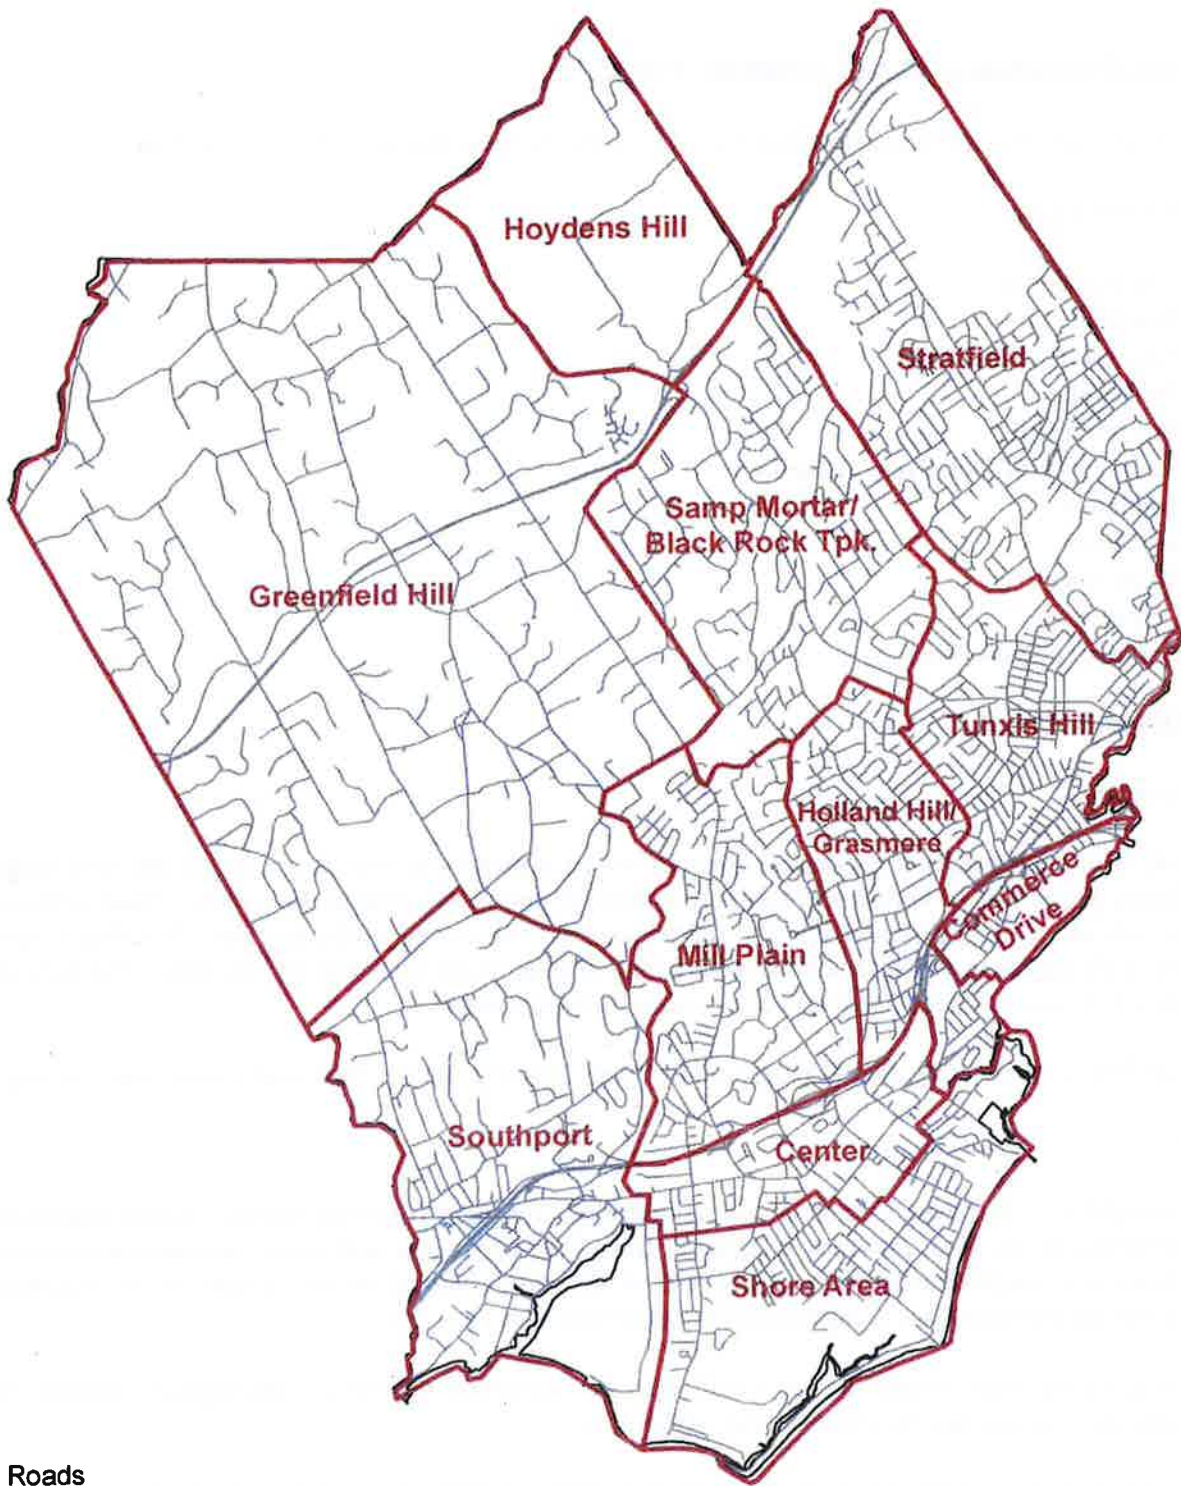 Hoydens Hill
Stratfield
Samp Mortar/
Black Rock Tpk.
Greenfield Hill
Tunxis Hill
Holland Hill/
Grasmere
Commerce
Drive
Mill Plain
Southport
Center
Shore Area
Roads